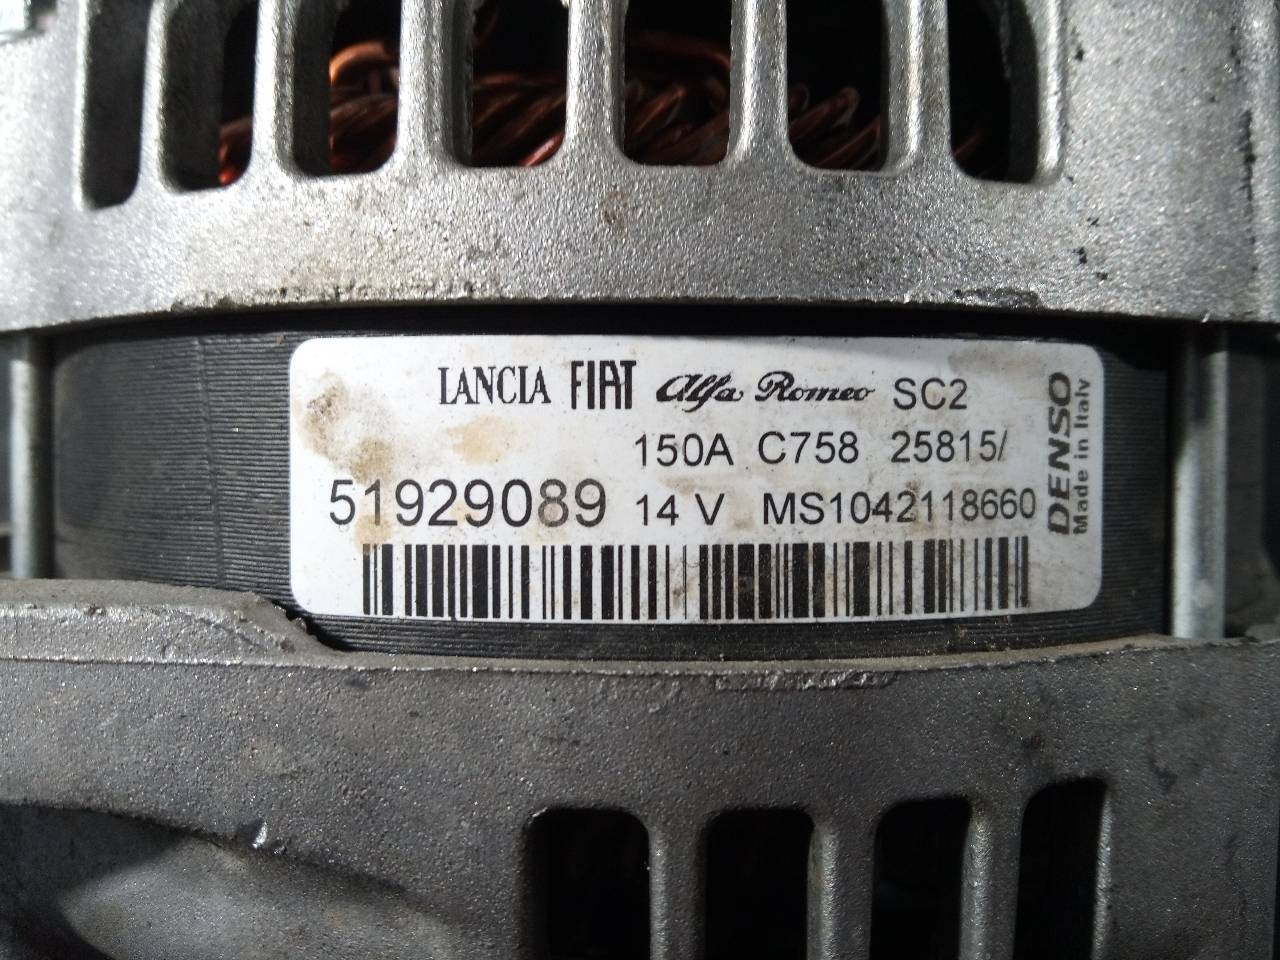 LANCIA FIAT Alfa Romeo SC2
150A C758 25815/
51929089 14 V MS1042118660
DENSO
Made in Italy